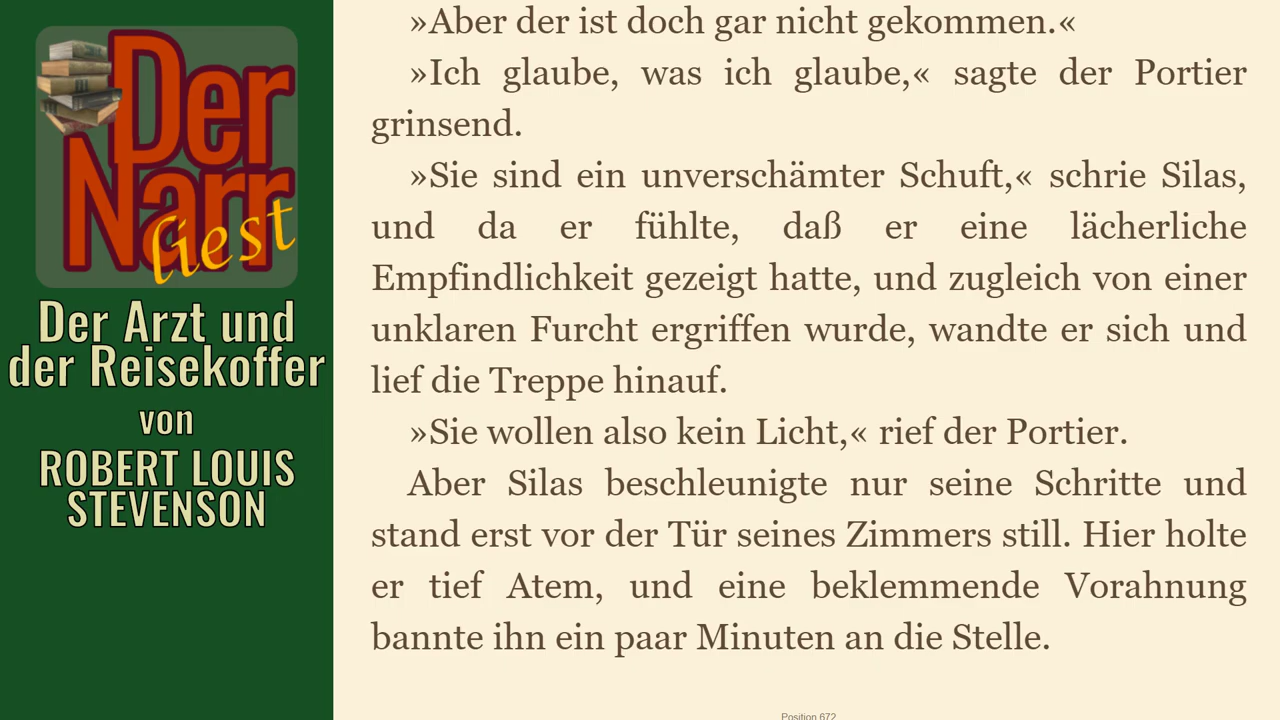 Der
Narr
liest
Der Arzt und
der Reisekoffer
von
ROBERT LOUIS
STEVENSON
»Aber der ist doch gar nicht gekommen.«
»Ich glaube, was ich glaube,« sagte der Portier
grinsend.
»Sie sind ein unverschämter Schuft,« schrie Silas,
und da er fühlte, daß er eine lächerliche
Empfindlichkeit gezeigt hatte, und zugleich von einer
unklaren Furcht ergriffen wurde, wandte er sich und
lief die Treppe hinauf.
»Sie wollen also kein Licht,« rief der Portier.
Aber Silas beschleunigte nur seine Schritte und
stand erst vor der Tür seines Zimmers still. Hier holte
er tief Atem, und eine beklemmende Vorahnung
bannte ihn ein paar Minuten an die Stelle.
Position 672